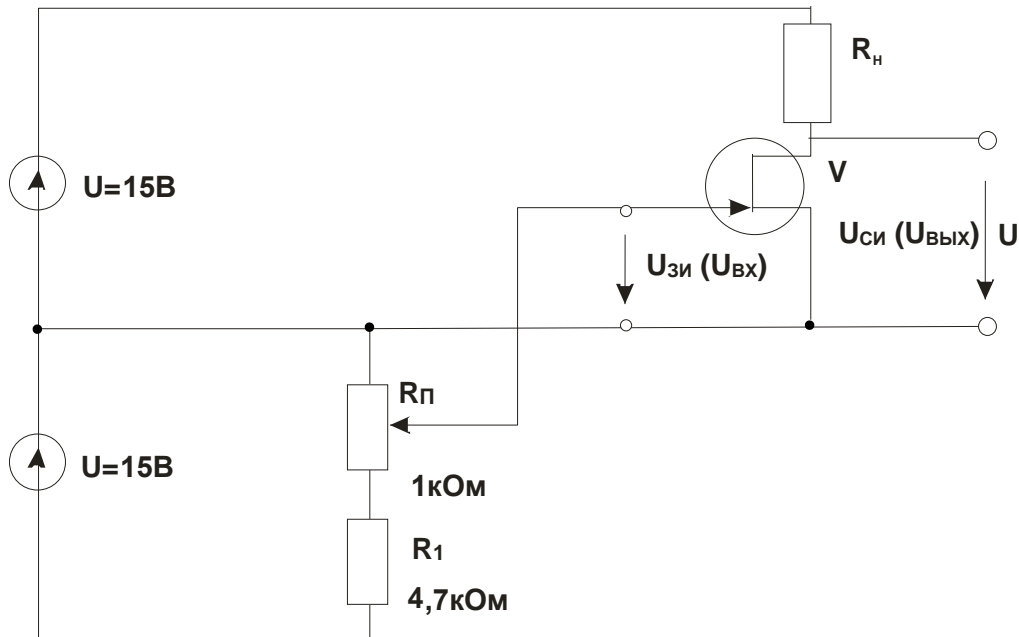 Rн
U=15В
V
UСИ (UВЫХ)
U
UЗИ (UВХ)
RП
U=15В
1кОм
R1
4,7кОм